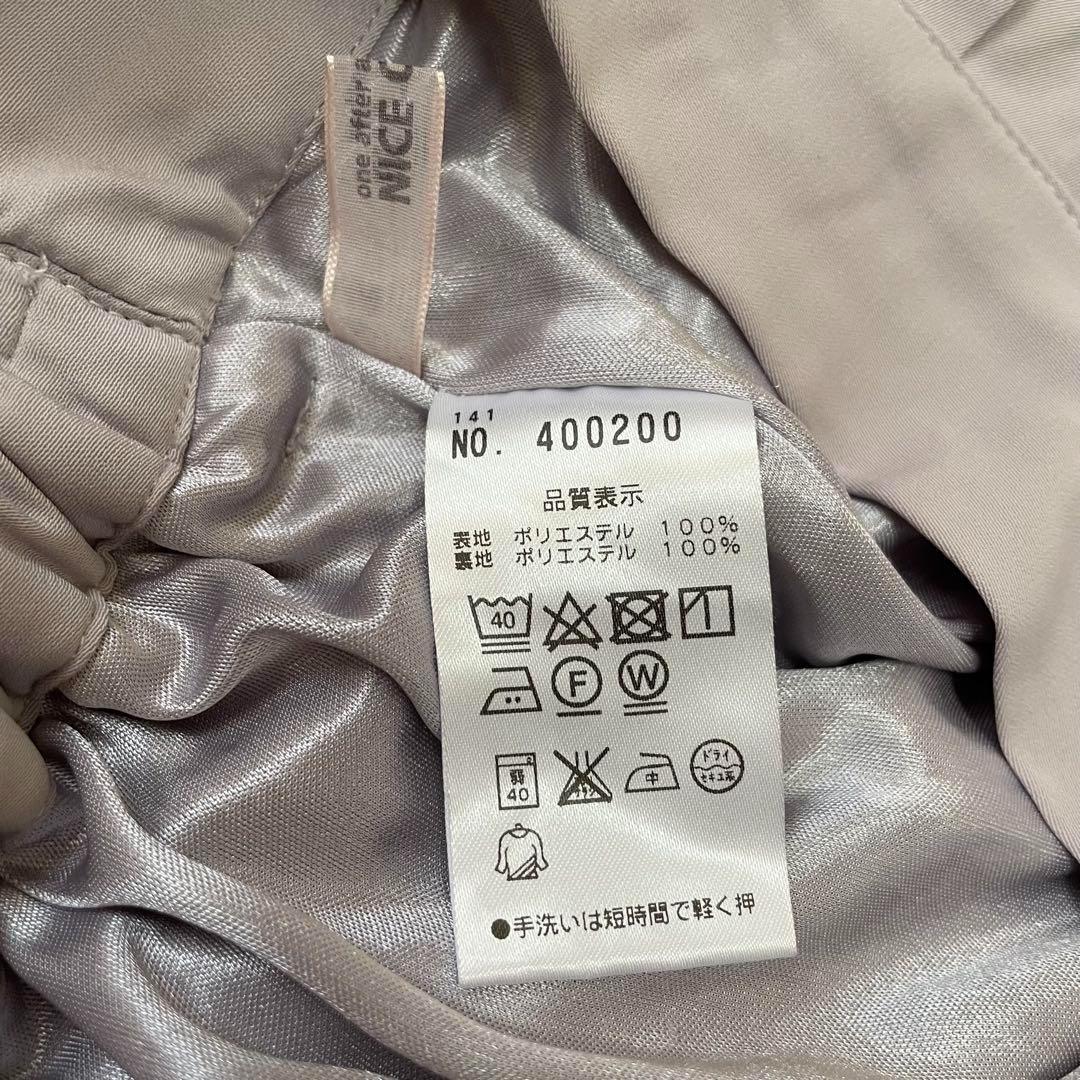 one after a
NICE
141
NO. 400200
品質表示
表地 ポリエステル 100%
裏地 ポリエステル 100%
40
F
W
弱
40
中
ドライ
セキユ系
●手洗いは短時間で軽く押